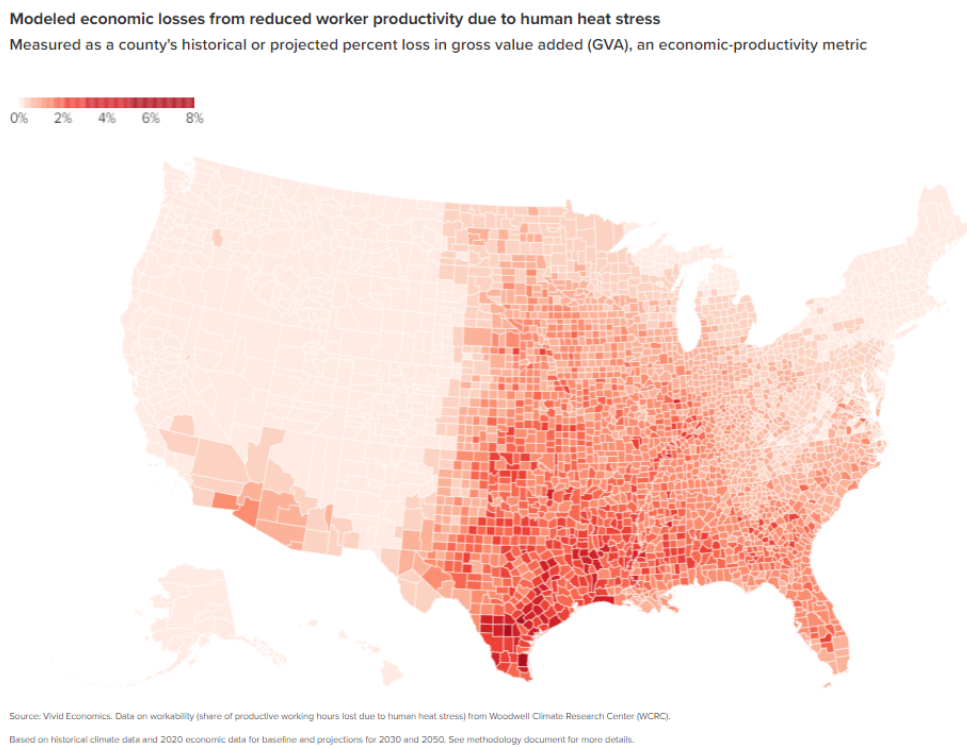 Modeled economic losses from reduced worker productivity due to human heat stress
Measured as a county's historical or projected percent loss in gross value added (GVA), an economic-productivity metric
0% 2% 4% 6% 8%
Source: Vivid Economics. Data on workability (share of productive working hours lost due to human heat stress) from Woodwell Climate Research Center (WCRC).
Based on historical climate data and 2020 economic data for baseline and projections for 2030 and 2050. See methodology document for more details.